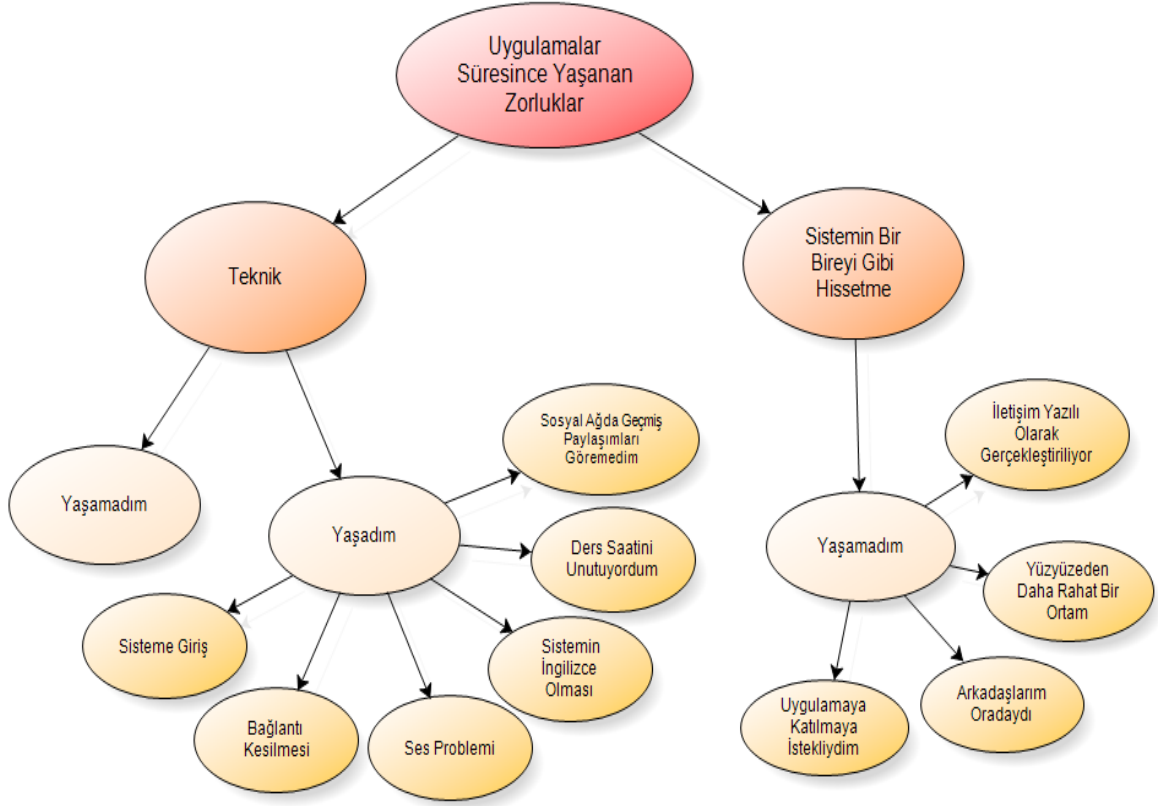 Uygulamalar
Süresince Yaşanan
Zorluklar
Teknik
Sistemin Bir
Bireyi Gibi
Hissetme
Yaşamadım
Yaşadım
Sosyal Ağda Geçmiş
Paylaşımları
Göremedim
Ders Saatini
Unutuyordum
Sistemin
İngilizce
Olması
Ses Problemi
Bağlantı
Kesilmesi
Sisteme Giriş
Yaşamadım
İletişim Yazılı
Olarak
Gerçekleştiriliyor
Yüzyüzeden
Daha Rahat Bir
Ortam
Arkadaşlarım
Oradaydı
Uygulamaya
Katılmaya
İstekliydim